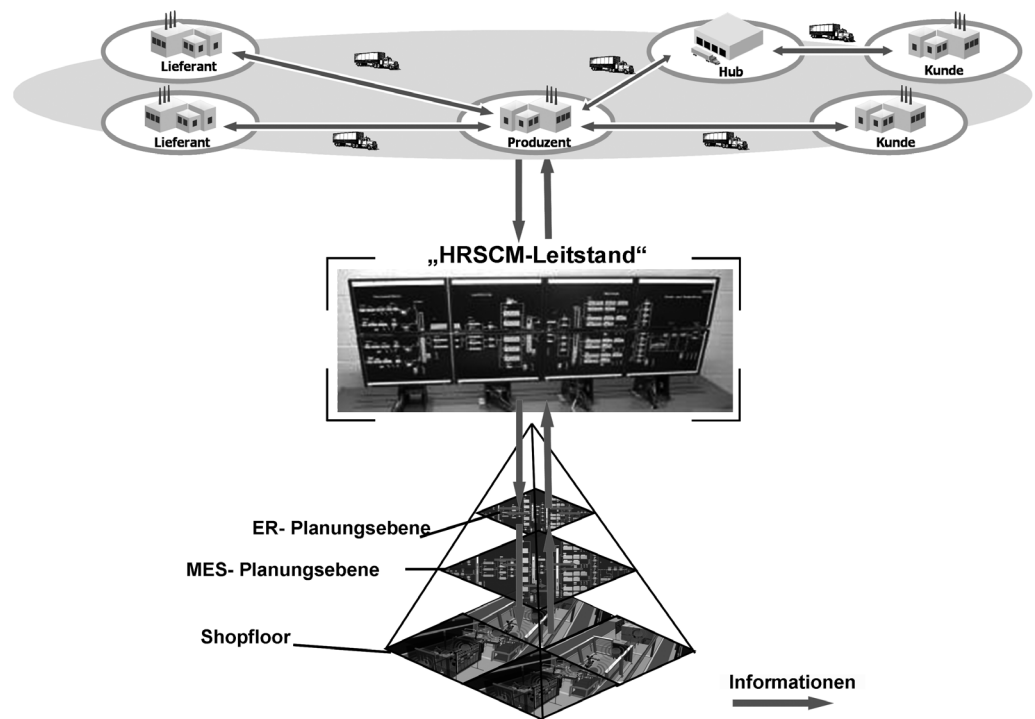 Lieferant
Hub
Kunde
Lieferant
Produzent
Kunde
„HRSCM-Leitstand“
ER- Planungsebene
MES- Planungsebene
Shopfloor
Informationen